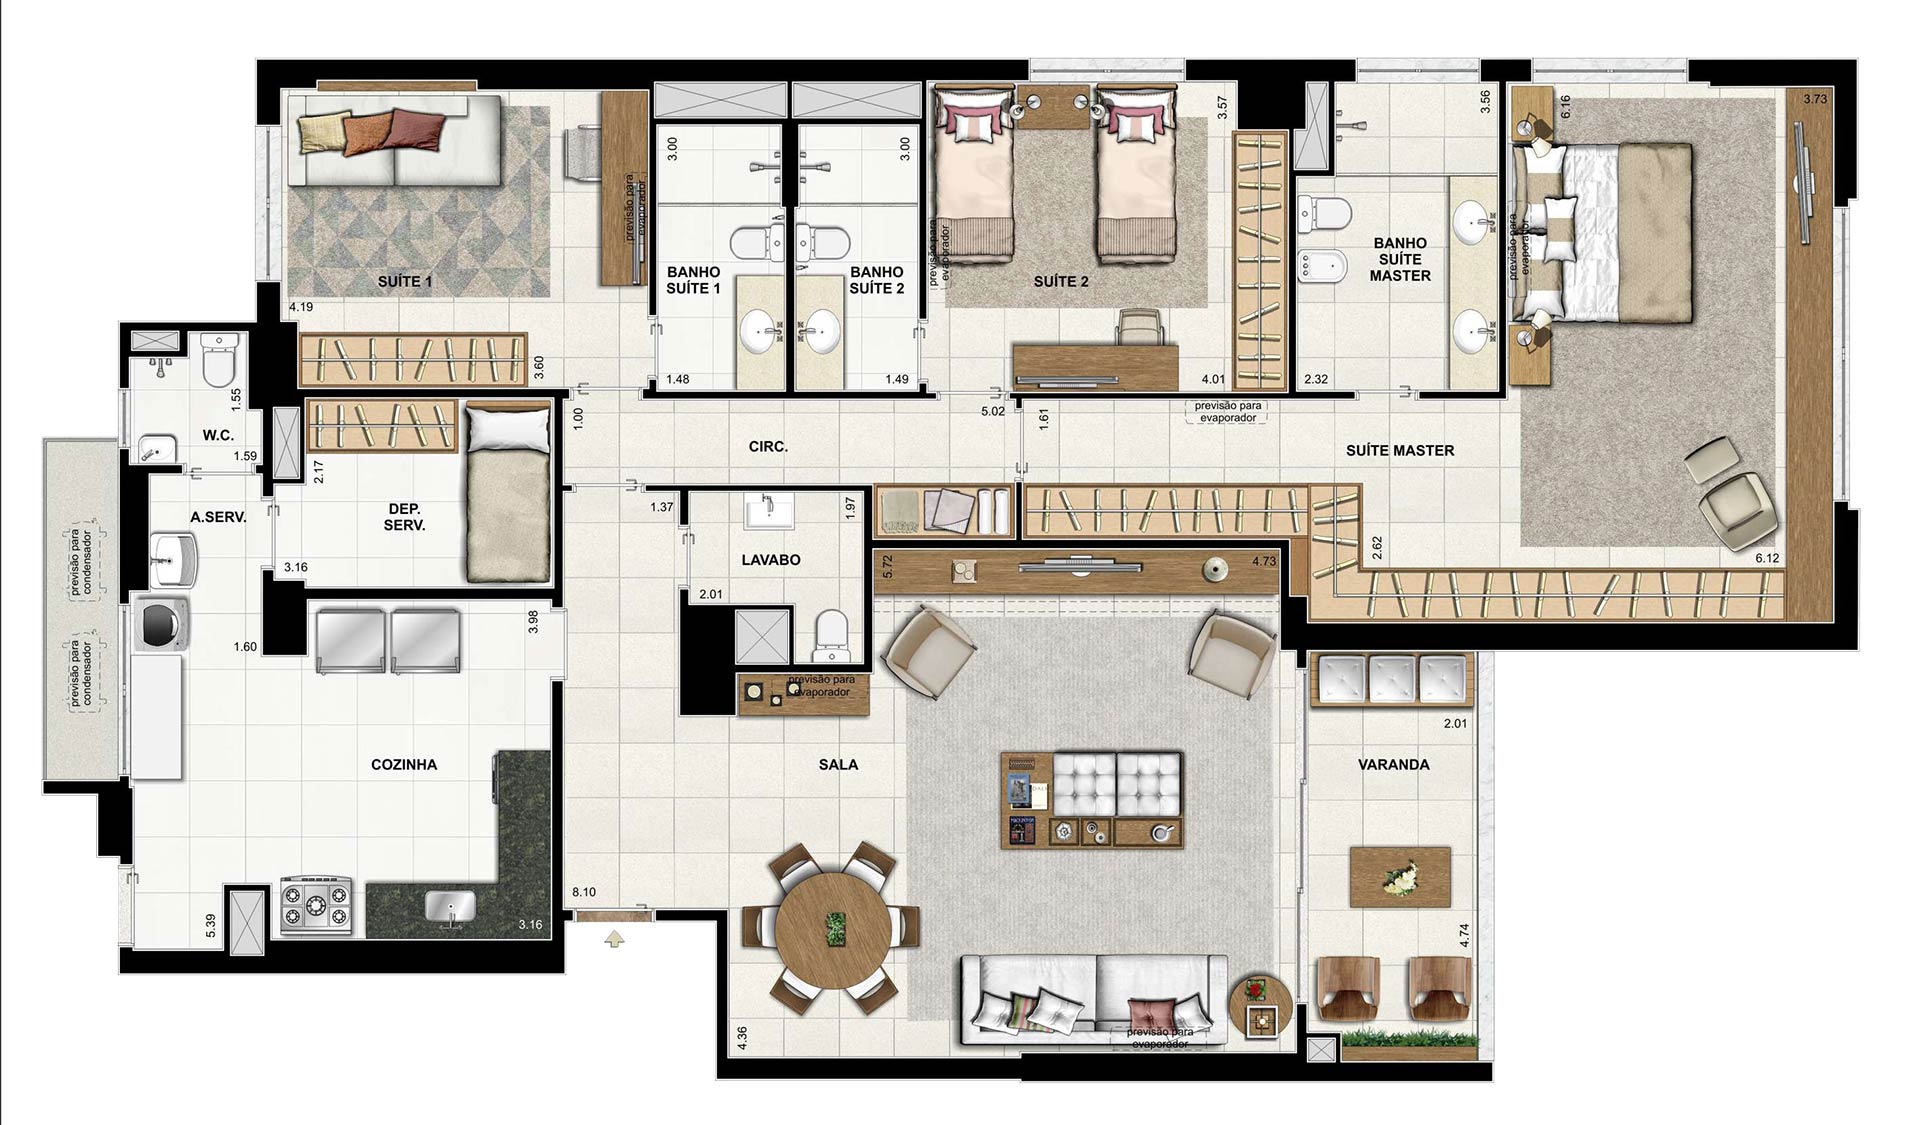 3.57
3.56
6.16
3.73
3.00
3.00
previsão para
evaporador
previsão para
evaporador
previsão para
evaporador
BANHO
SUÍTE
MASTER
SUÍTE 1
BANHO
SUÍTE 1
BANHO
SUÍTE 2
SUÍTE 2
4.19
3.60
1.48
1.49
4.01
2.32
1.55
W.C.
1.59
1.00
CIRC.
5.02
1.61
previsão para
evaporador
SUÍTE MASTER
2.17
DEP.
SERV.
3.16
A.SERV.
1.37
1.97
LAVABO
2.01
5.72
4.73
2.62
6.12
previsão para
condensador
previsão para
condensador
1.60
3.98
previsão para
evaporador
2.01
COZINHA
SALA
VARANDA
8.10
5.39
3.16
4.74
4.36
previsão para
evaporador